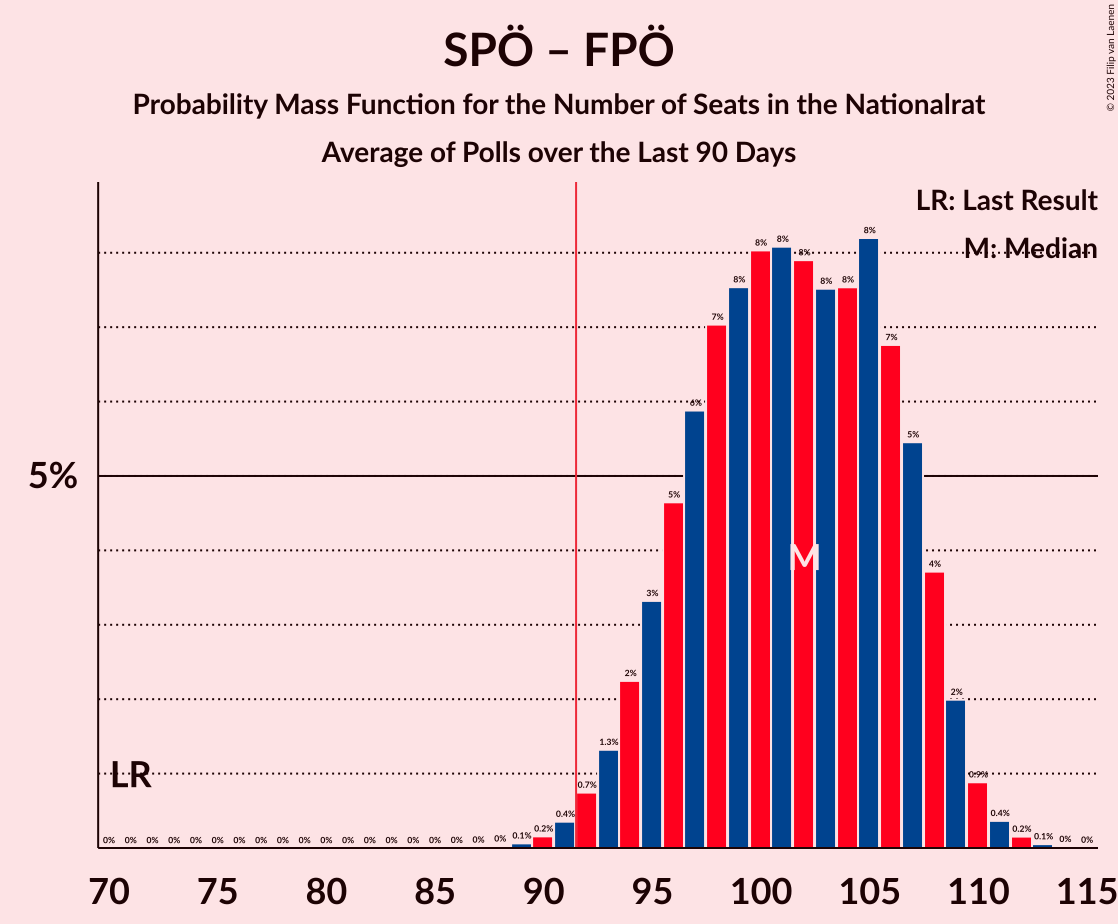 SPÖ – FPÖ
Probability Mass Function for the Number of Seats in the Nationalrat
Average of Polls over the Last 90 Days
© 2023 Filip van Laenen
LR: Last Result
M: Median
5%
LR
M
0% 0% 0% 0% 0% 0% 0% 0% 0% 0% 0% 0% 0% 0% 0% 0% 0% 0% 0% 0.1% 0.2% 0.4% 0.7% 1.3% 2% 3% 5% 6% 7% 8% 8% 8% 8% 8% 8% 8% 7% 5% 4% 2% 0.9% 0.4% 0.2% 0.1% 0% 0%
70 75 80 85 90 95 100 105 110 115